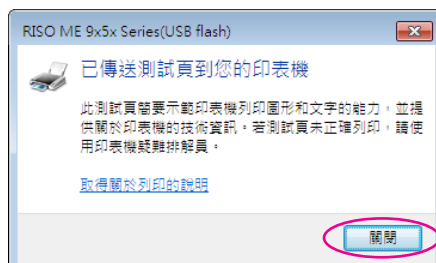 RISO ME 9x5x Series(USB flash)
已傳送測試頁到您的印表機
此測試頁簡要示範印表機列印圖形和文字的能力，並提
供關於印表機的技術資訊。若測試頁未正確列印，請使
用印表機疑難排解員。
取得關於列印的說明
關閉